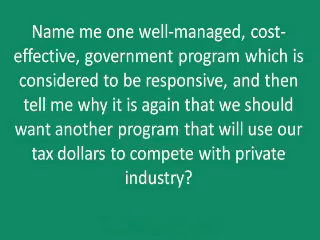 Name me one well-managed, cost-
effective, government program which is
considered to be responsive, and then
tell me why it is again that we should
want another program that will use our
tax dollars to compete with private
industry?